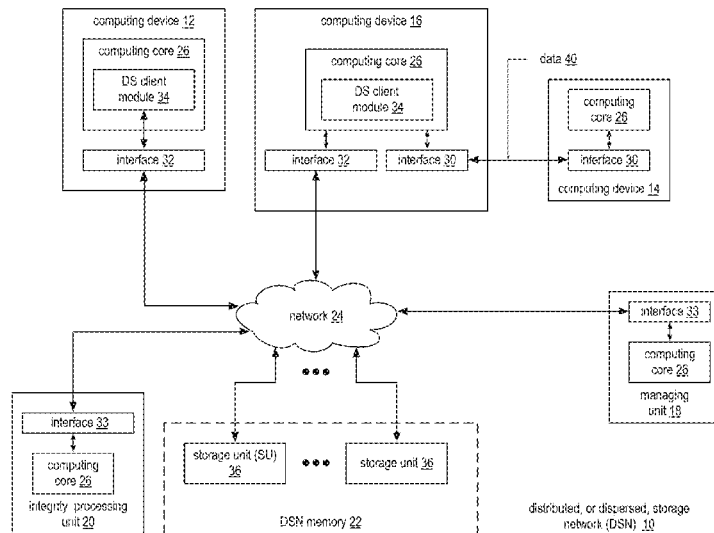 computing device 12
computing core 26
DS client
module 34
interface 32
computing device 16
computing core 26
DS client
module 34
interface 32
interface 30
data 40
computing
core 26
interface 30
computing device 14
network 24
interface 33
computing
core 26
managing
unit 18
interface 33
computing
core 26
integrity processing
unit 20
storage unit (SU)
36
storage unit 36
DSN memory 22
distributed, or dispersed, storage
network (DSN) 10